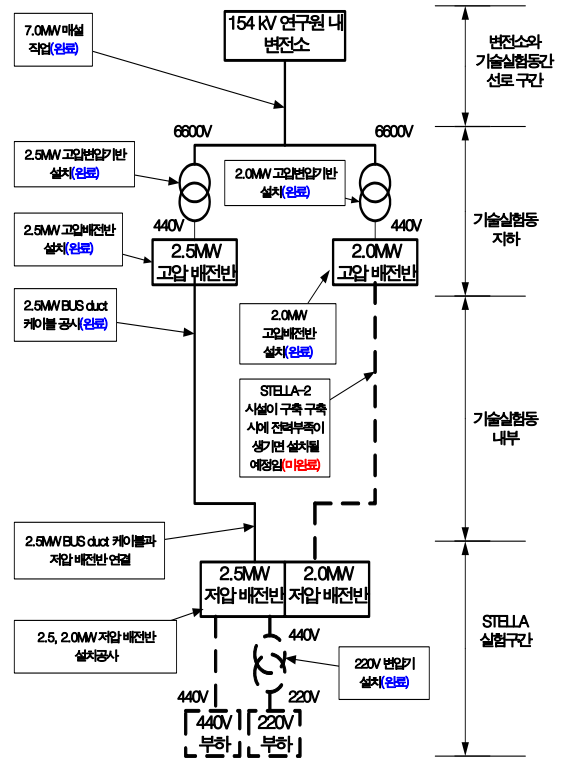 154 kV 연구원 내
변전소
7.0MW 매설
작업(완료)
변전소와
기술실험동간
선로 구간
6600V
6600V
2.5MW 고압변압기반
설치(완료)
2.0MW 고압변압기반
설치(완료)
440V
440V
2.5MW 고압배전반
설치(완료)
2.5MW
고압 배전반
2.0MW
고압 배전반
기술실험동
지하
2.5MW BUS duct
케이블 공사(완료)
2.0MW
고압배전반
설치(완료)
STELLA-2
시설이 구축 구축
시에 전력부족이
생기면 설치될
예정임(미완료)
기술실험동
내부
2.5MW BUS duct 케이블과
저압 배전반 연결
2.5MW
저압 배전반
2.0MW
저압 배전반
2.5, 2.0MW 저압 배전반
설치공사
STELLA
실험구간
440V
220V 변압기
설치(완료)
440V
220V
440V
부하
220V
부하